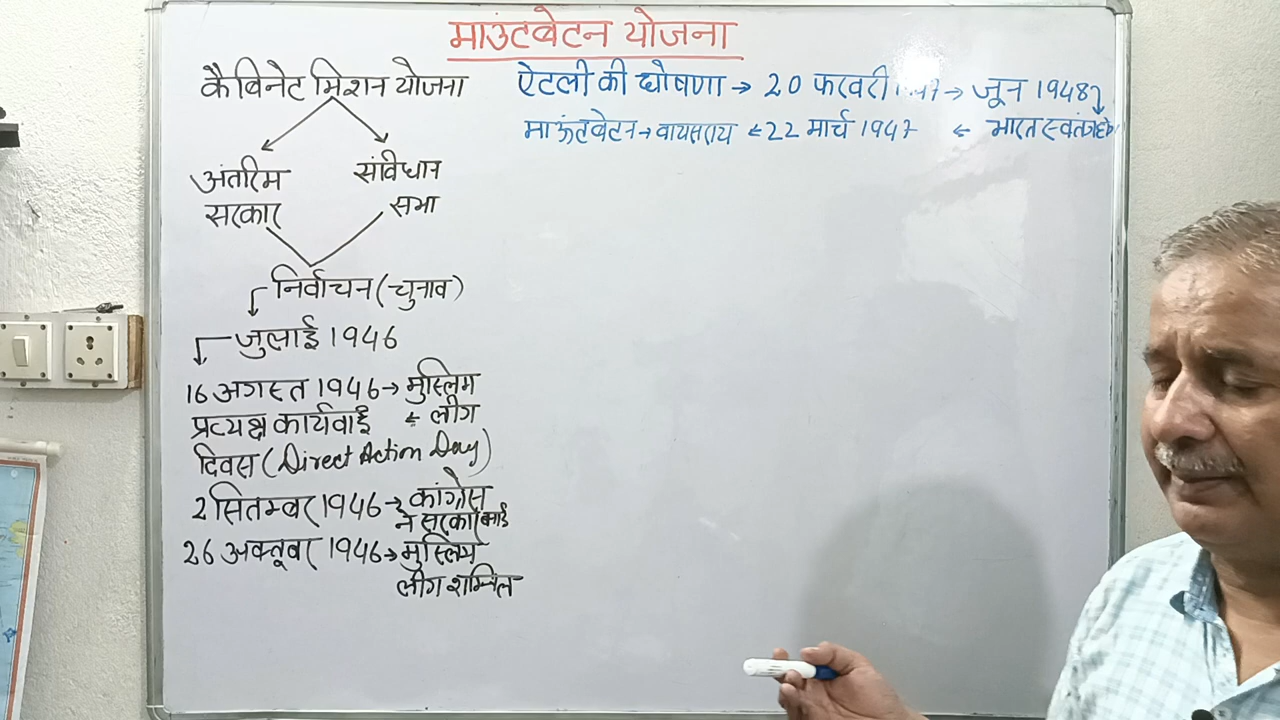 माउंटबेटन योजना
कैबिनेट मिशन योजना
अंतरिम
सरकार
संविधान
सभा
निर्वाचन (चुनाव)
जुलाई 1946
16 अगस्त 1946 → मुस्लिम
प्रत्यक्ष कार्यवाई ← लीग
दिवस (Direct Action Day)
2 सितम्बर 1946 → कांग्रेस
ने सरकार बनाई
26 अक्तूबर 1946 → मुस्लिम
लीग शामिल
ऐटली की घोषणा → 20 फरवरी 1947 → जून 1948
माऊंटबेटन → वायसराय ← 22 मार्च 1947 ← भारत स्वतंत्र